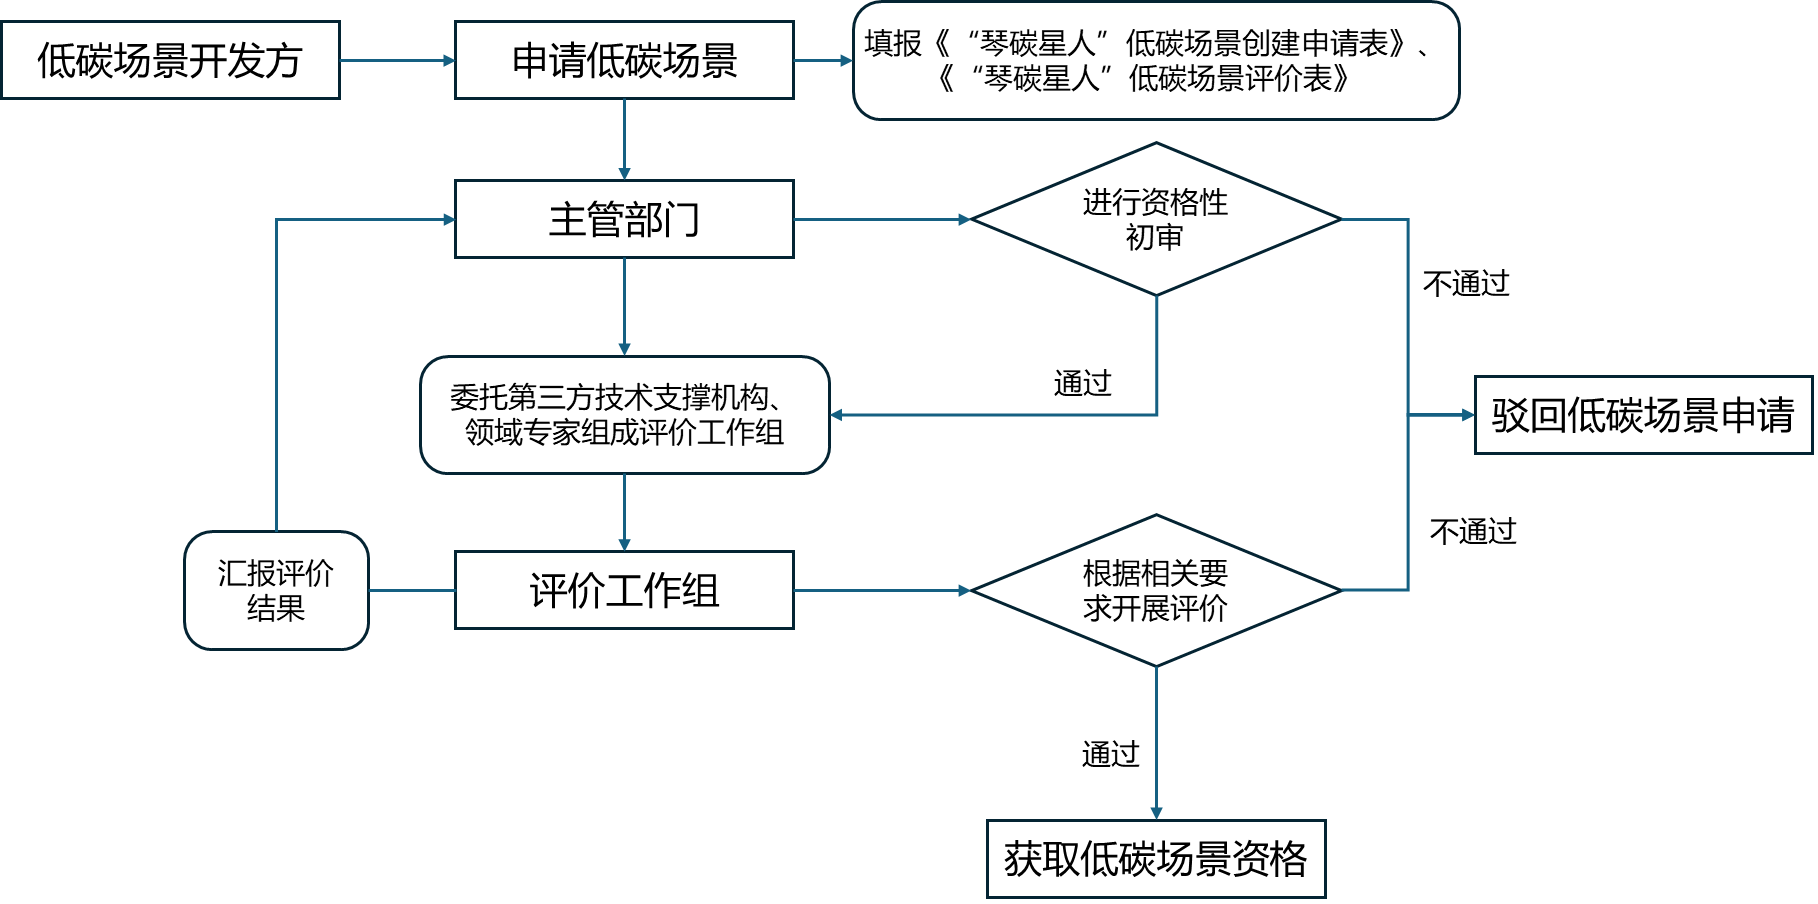 低碳场景开发方
申请低碳场景
填报《“琴碳星人”低碳场景创建申请表》、
《“琴碳星人”低碳场景评价表》
主管部门
进行资格性
初审
不通过
通过
委托第三方技术支撑机构、
领域专家组成评价工作组
驳回低碳场景申请
不通过
汇报评价
结果
评价工作组
根据相关要
求开展评价
通过
获取低碳场景资格